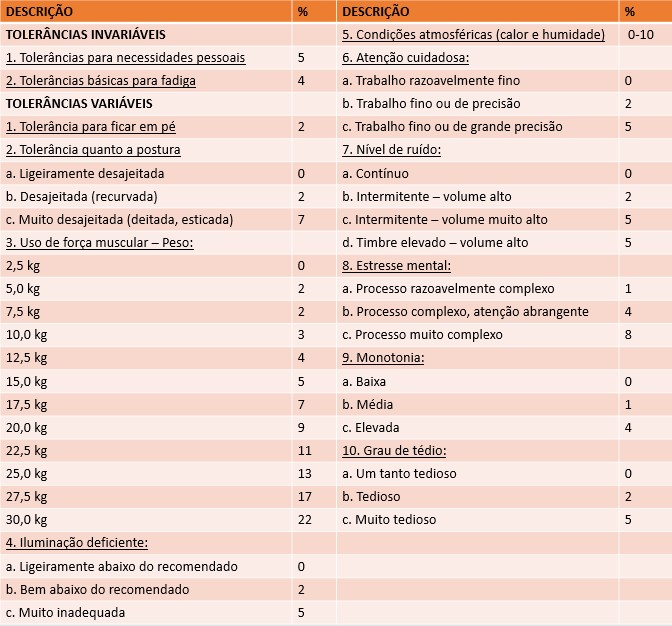 DESCRIÇÃO % DESCRIÇÃO %
TOLERÂNCIAS INVARIÁVEIS 5. Condições atmosféricas (calor e humidade) 0-10
1. Tolerâncias para necessidades pessoais 5 6. Atenção cuidadosa:
2. Tolerâncias básicas para fadiga 4 a. Trabalho razoavelmente fino 0
TOLERÂNCIAS VARIÁVEIS b. Trabalho fino ou de precisão 2
1. Tolerância para ficar em pé 2 c. Trabalho fino ou de grande precisão 5
2. Tolerância quanto a postura 7. Nível de ruído:
a. Ligeiramente desajeitada 0 a. Contínuo 0
b. Desajeitada (recurvada) 2 b. Intermitente – volume alto 2
c. Muito desajeitada (deitada, esticada) 7 c. Intermitente – volume muito alto 5
3. Uso de força muscular – Peso: d. Timbre elevado – volume alto 5
2,5 kg 0 8. Estresse mental:
5,0 kg 2 a. Processo razoavelmente complexo 1
7,5 kg 2 b. Processo complexo, atenção abrangente 4
10,0 kg 3 c. Processo muito complexo 8
12,5 kg 4 9. Monotonia:
15,0 kg 5 a. Baixa 0
17,5 kg 7 b. Média 1
20,0 kg 9 c. Elevada 4
22,5 kg 11 10. Grau de tédio:
25,0 kg 13 a. Um tanto tedioso 0
27,5 kg 17 b. Tedioso 2
30,0 kg 22 c. Muito tedioso 5
4. Iluminação deficiente:
a. Ligeiramente abaixo do recomendado 0
b. Bem abaixo do recomendado 2
c. Muito inadequada 5